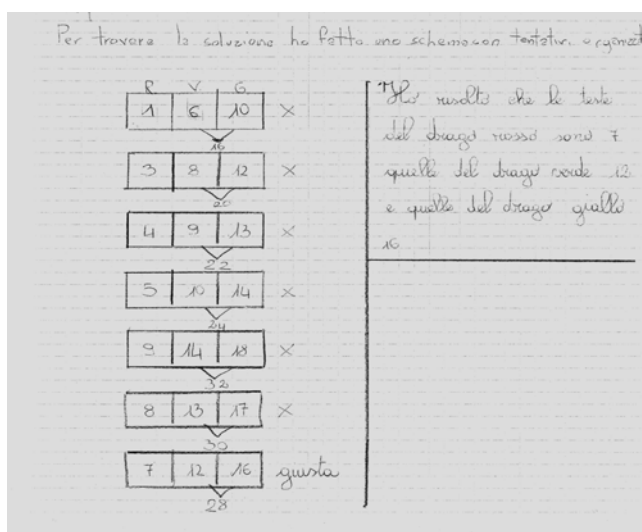 Per trovare la soluzione ho fatto uno schema con tentativi organizzati
R V G
1 6 10 X
16
3 8 12 X
20
4 9 13 X
22
5 10 14 X
24
9 14 18 X
32
8 13 17 X
30
7 12 16 giusta
28
Ho risolto che le teste
del drago rosso sono 7
quelle del drago verde 12
e quelle del drago giallo
16